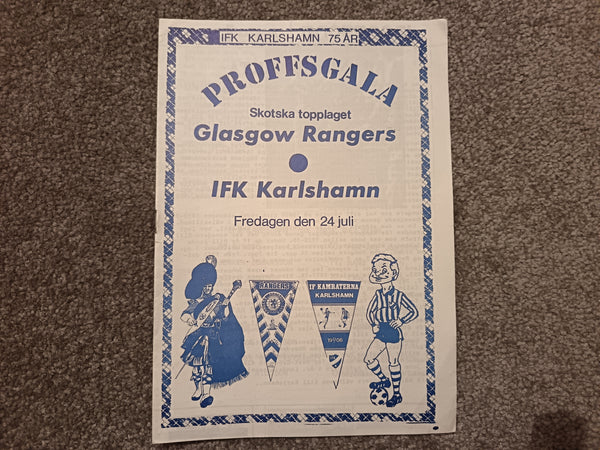 IFK KARLSHAMN 75 ÅR
PROFFSGALA
Skotska topplaget
Glasgow Rangers
IFK Karlshamn
Fredagen den 24 juli
RANGERS
IF KAMRATERNA
KARLSHAMN
1906